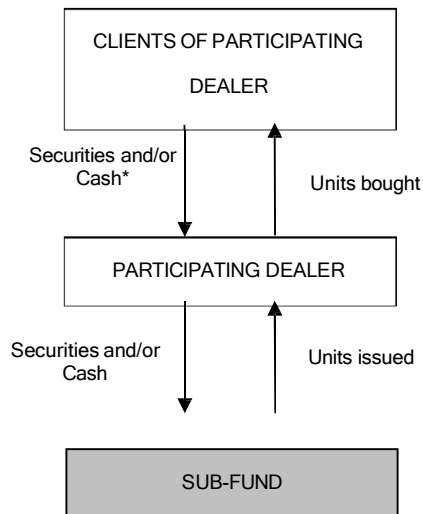 CLIENTS OF PARTICIPATING
DEALER
Securities and/or
Cash*
Units bought
PARTICIPATING DEALER
Securities and/or
Cash
Units issued
SUB-FUND